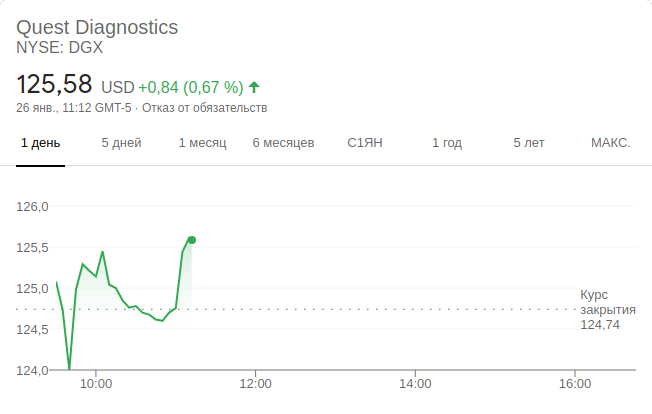 Quest Diagnostics
NYSE: DGX
125,58 USD +0,84 (0,67 %) ↑
26 янв., 11:12 GMT-5 · Отказ от обязательств
1 день 5 дней 1 месяц 6 месяцев С1ЯН 1 год 5 лет МАКС.
126,0
125,5
125,0
124,5
124,0
Курс
закрытия
124,74
10:00 12:00 14:00 16:00